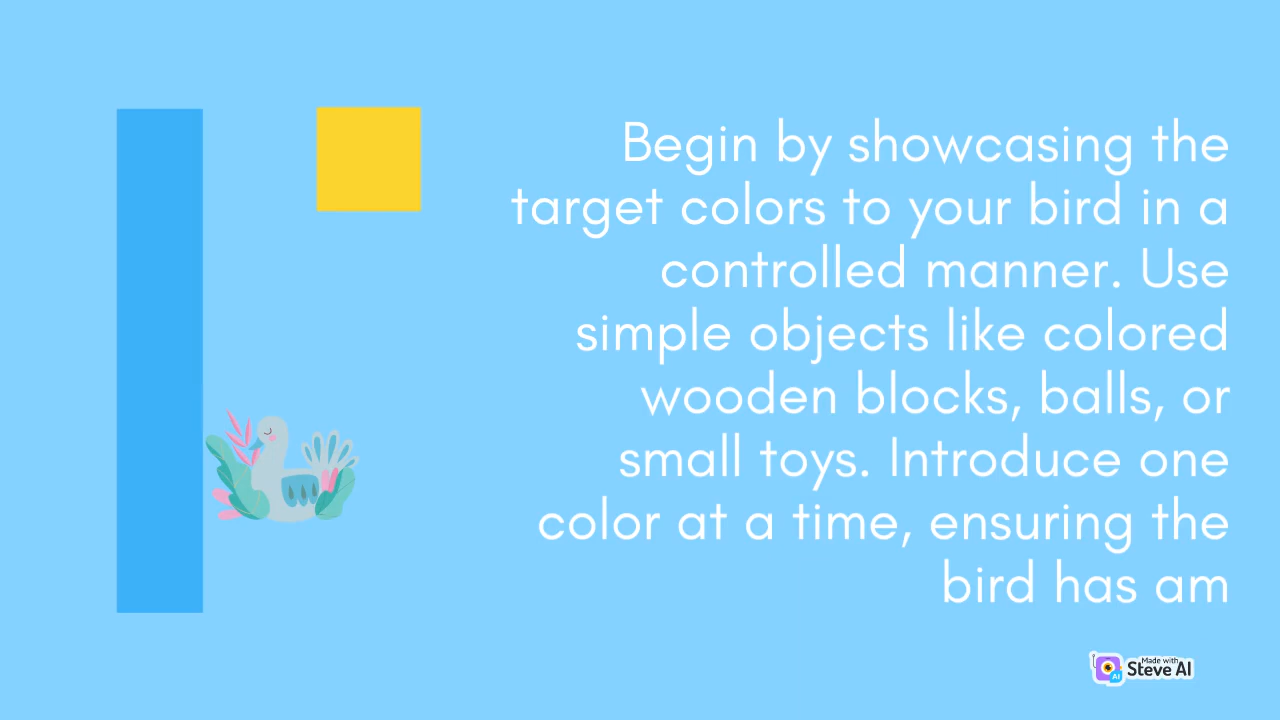 Begin by showcasing the
target colors to your bird in a
controlled manner. Use
simple objects like colored
wooden blocks, balls, or
small toys. Introduce one
color at a time, ensuring the
bird has am
Made with
Steve AI
AI